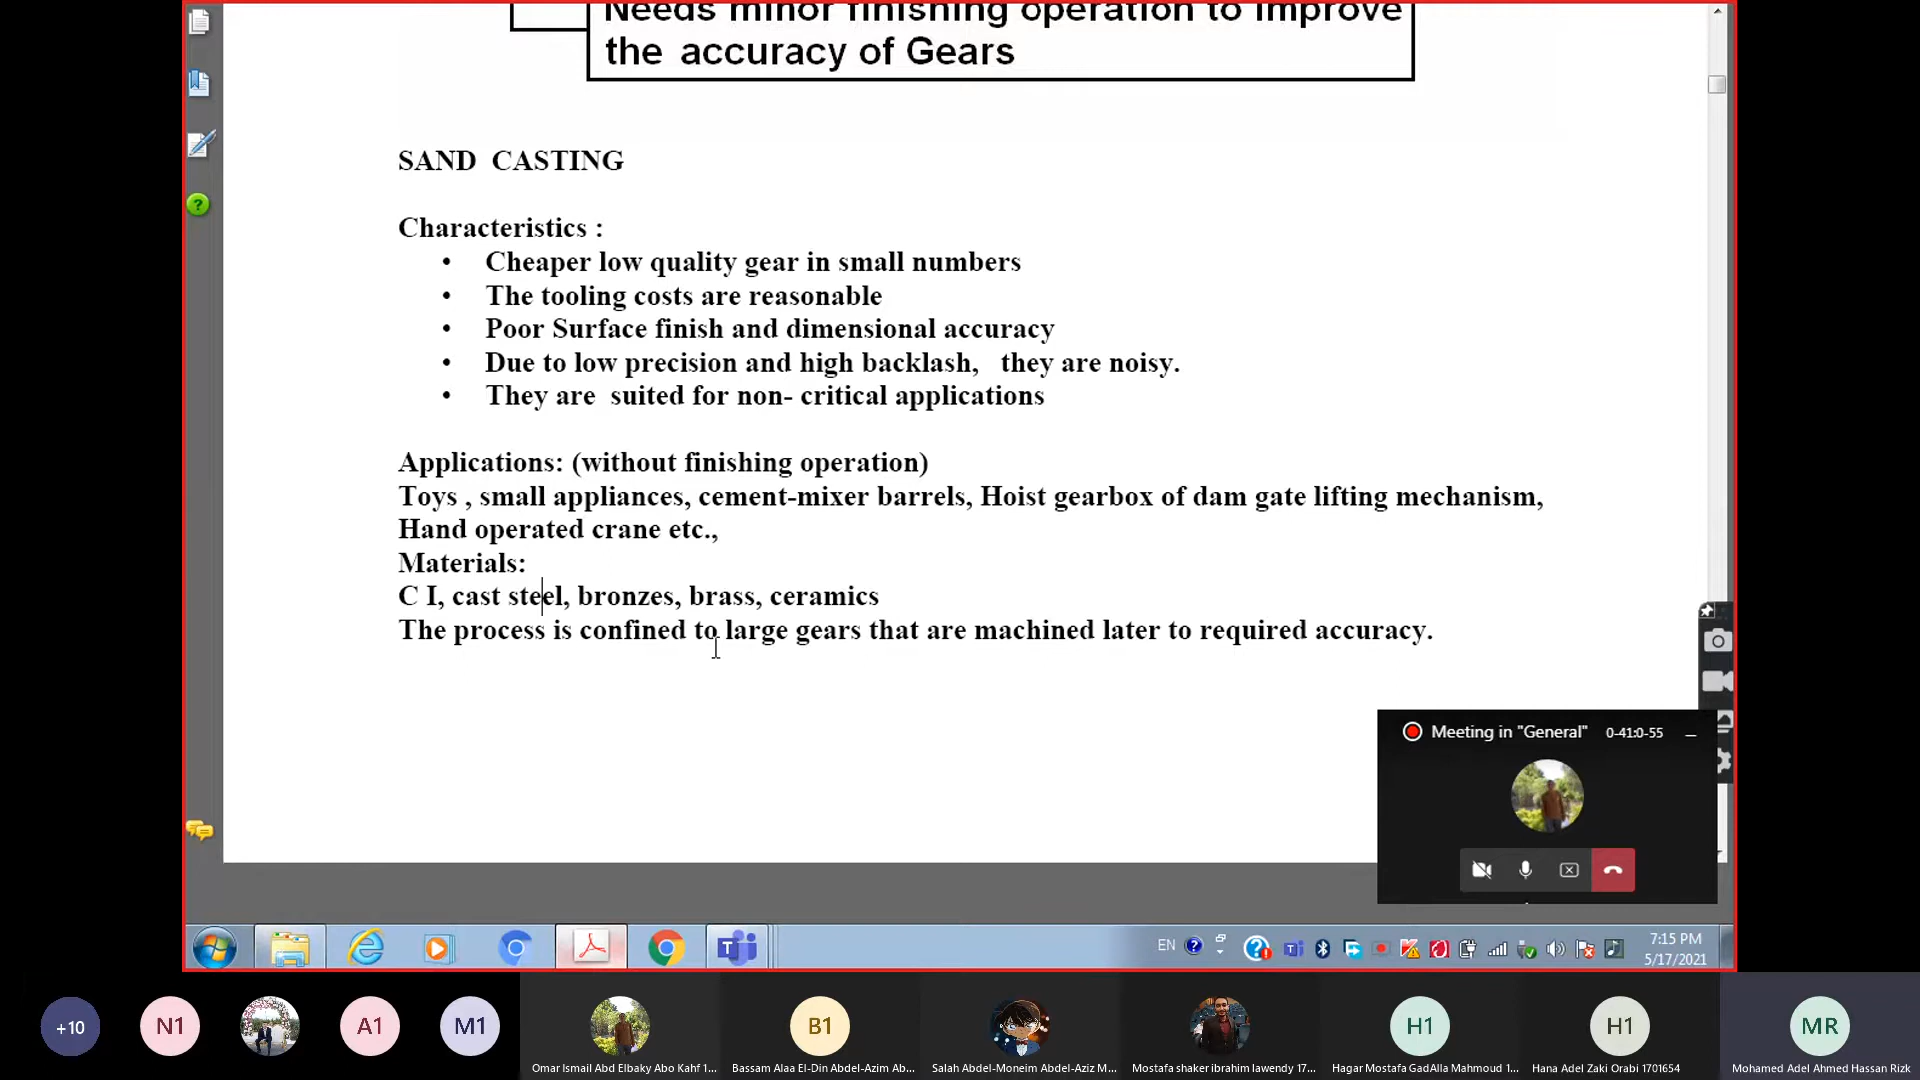 Needs minor finishing operation to improve
the accuracy of Gears
SAND CASTING
Characteristics :
• Cheaper low quality gear in small numbers
• The tooling costs are reasonable
• Poor Surface finish and dimensional accuracy
• Due to low precision and high backlash, they are noisy.
• They are suited for non- critical applications
Applications: (without finishing operation)
Toys , small appliances, cement-mixer barrels, Hoist gearbox of dam gate lifting mechanism,
Hand operated crane etc.,
Materials:
C I, cast steel, bronzes, brass, ceramics
The process is confined to large gears that are machined later to required accuracy.
Meeting in "General" 0-41:0-55
EN
7:15 PM
5/17/2021
+10
N1
A1
M1
B1
H1
H1
MR
Omar Ismail Abd Elbaky Abo Kahf 1...
Bassam Alaa El-Din Abdel-Azim Ab...
Salah Abdel-Moneim Abdel-Aziz M...
Mostafa shaker ibrahim lawendy 17...
Hagar Mostafa GadAlla Mahmoud 1...
Hana Adel Zaki Orabi 1701654
Mohamed Adel Ahmed Hassan Rizk